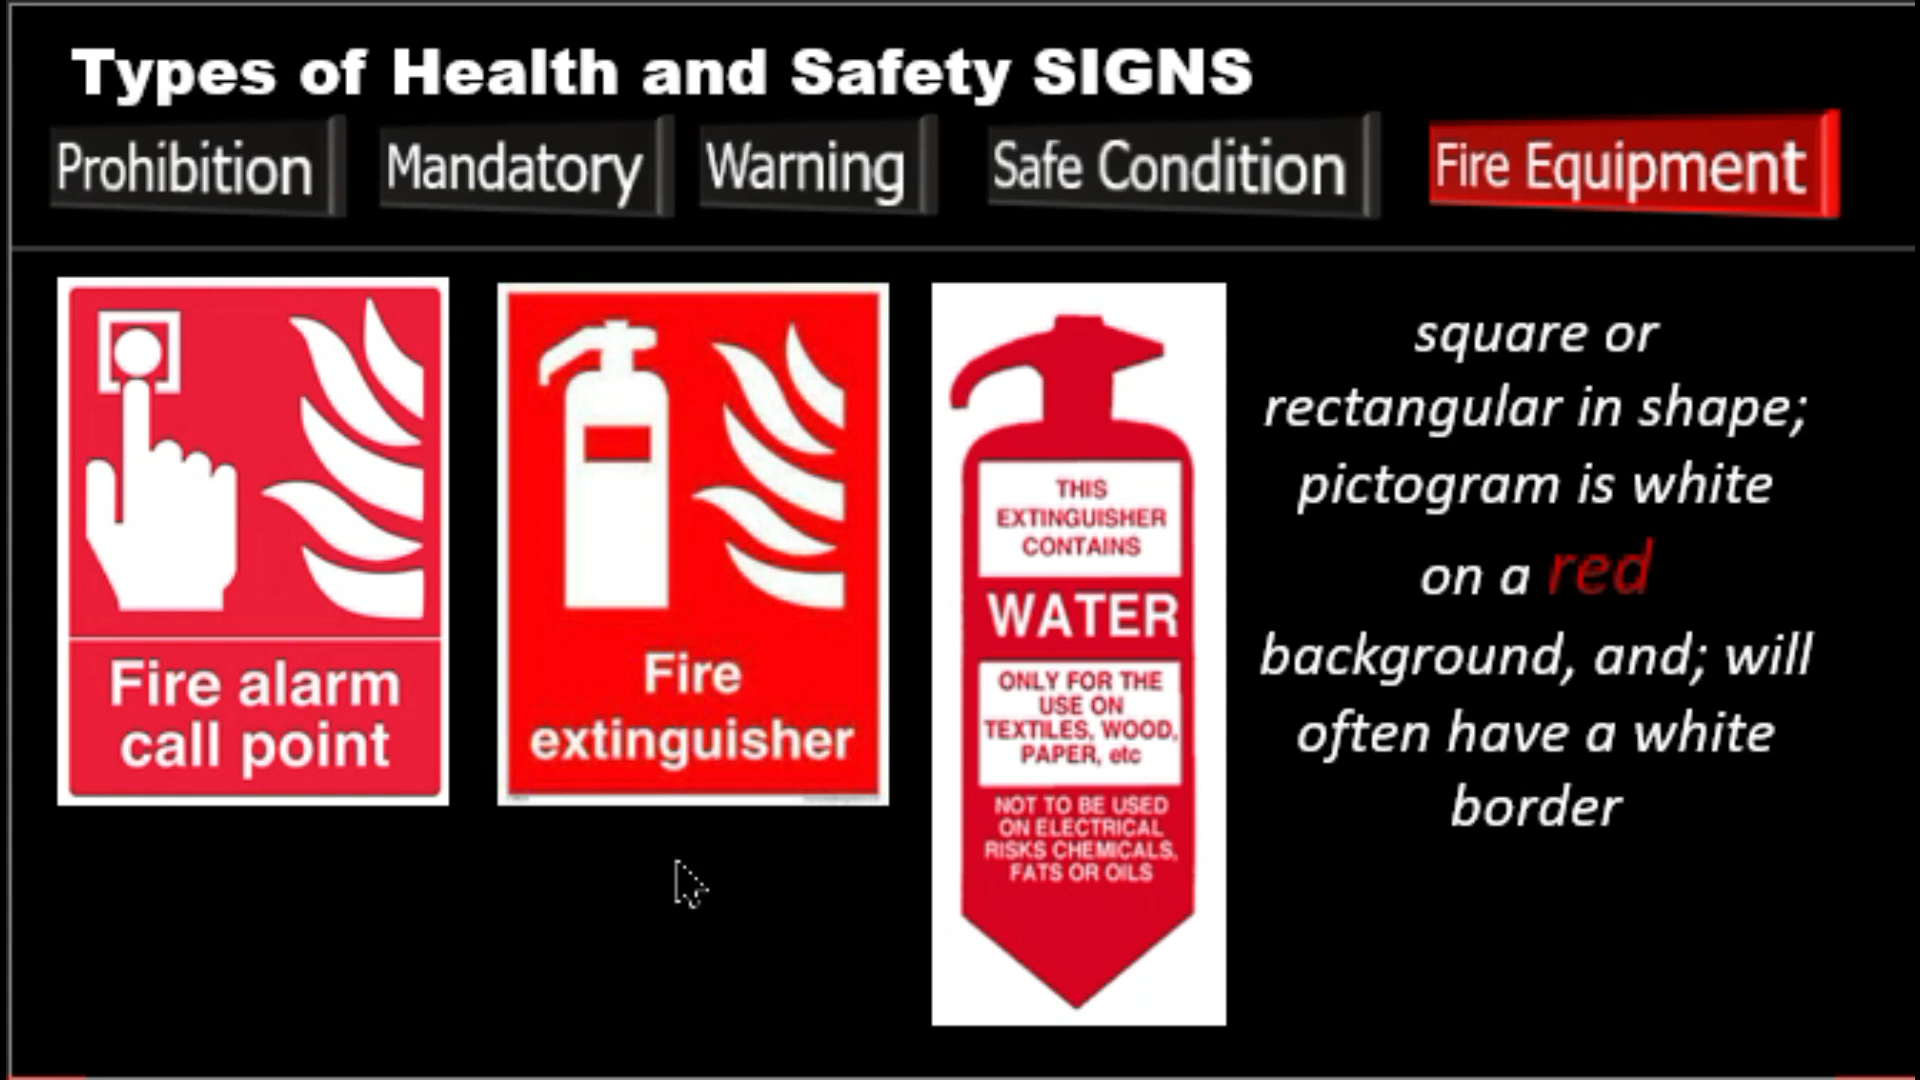 Types of Health and Safety SIGNS
Prohibition
Mandatory
Warning
Safe Condition
Fire Equipment
Fire alarm
call point
Fire
extinguisher
THIS
EXTINGUISHER
CONTAINS
WATER
ONLY FOR THE
USE ON
TEXTILES, WOOD,
PAPER, etc
NOT TO BE USED
ON ELECTRICAL
RISKS CHEMICALS,
FATS OR OILS
square or
rectangular in shape;
pictogram is white
on a red
background, and; will
often have a white
border